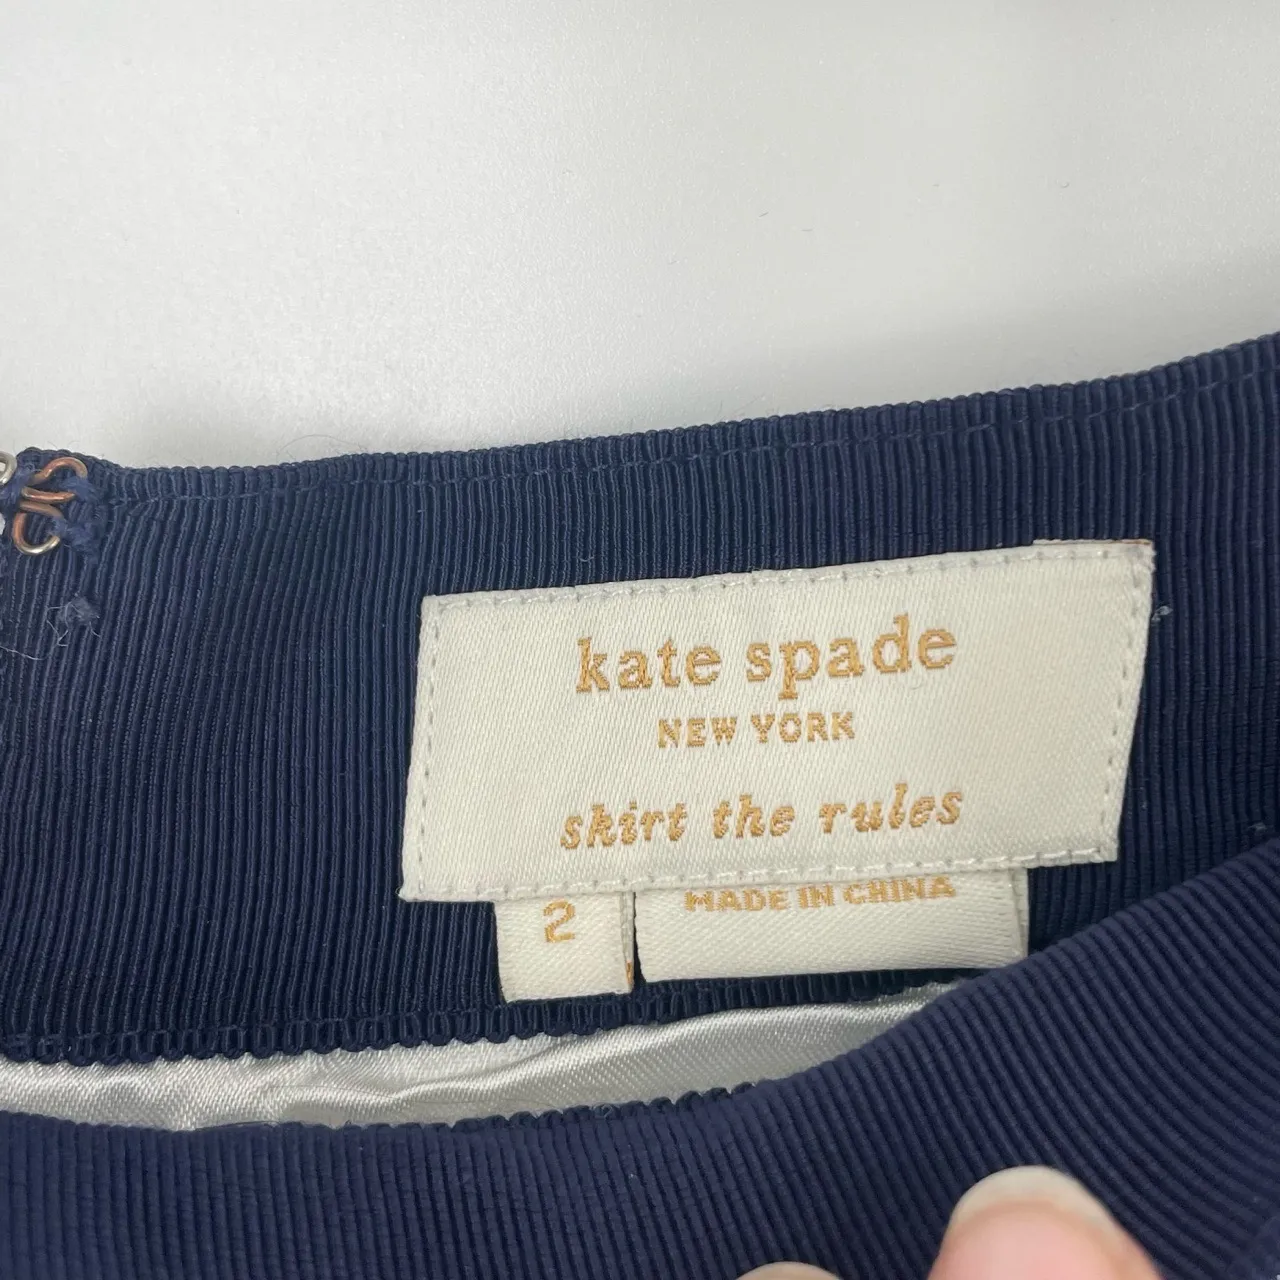 kate spade
NEW YORK
skirt the rules
2
MADE IN CHINA